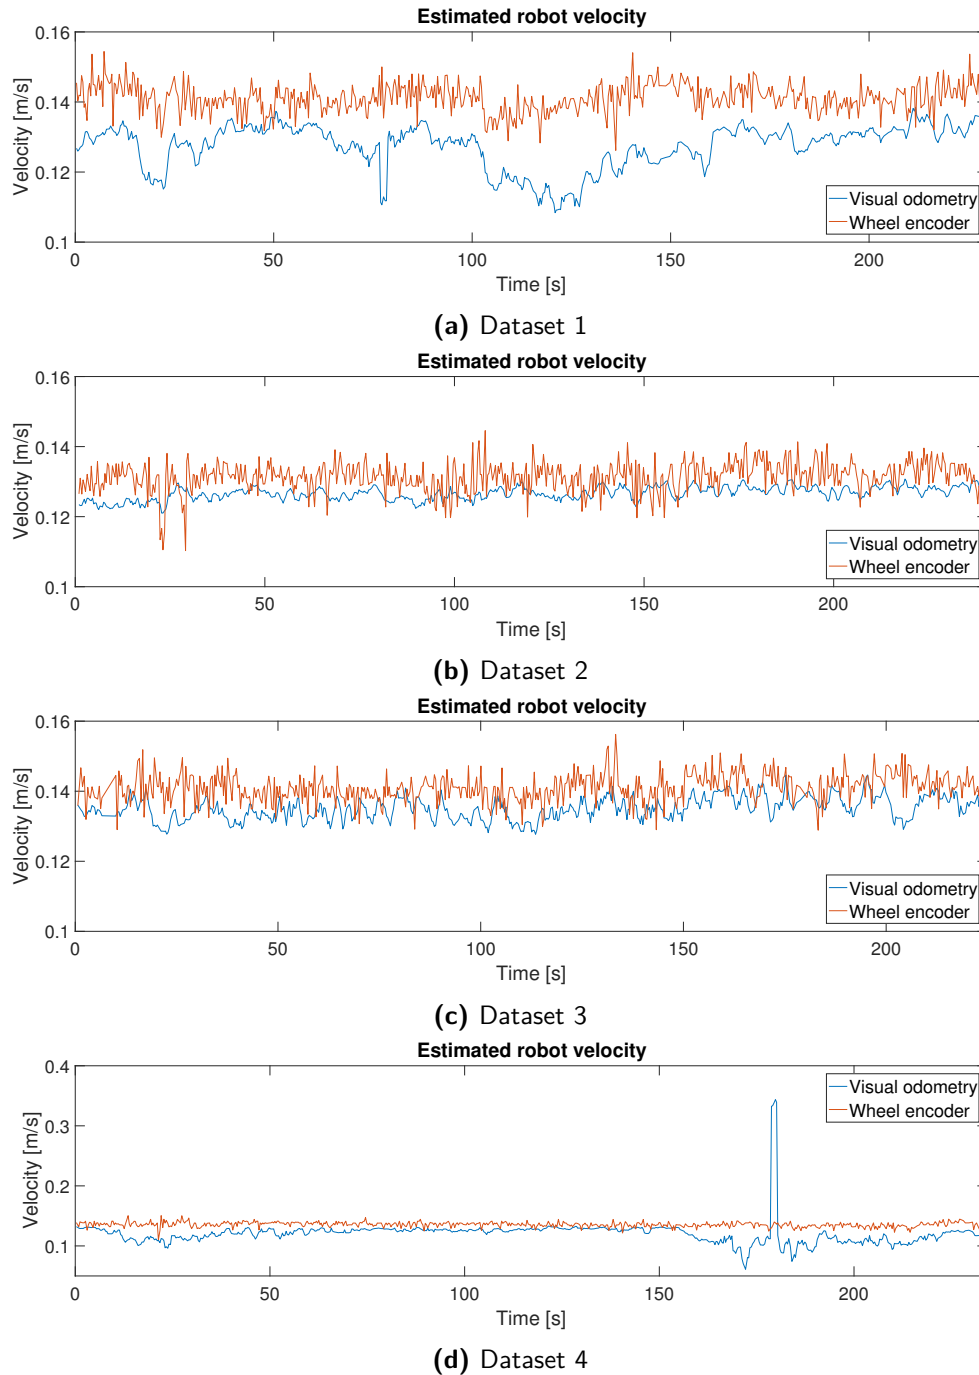 Estimated robot velocity
0.16
0.14
0.12
0.1
Velocity [m/s]
Visual odometry
Wheel encoder
0 50 100 150 200
Time [s]
(a) Dataset 1
Estimated robot velocity
0.16
0.14
0.12
0.1
Velocity [m/s]
Visual odometry
Wheel encoder
0 50 100 150 200
Time [s]
(b) Dataset 2
Estimated robot velocity
0.16
0.14
0.12
0.1
Velocity [m/s]
Visual odometry
Wheel encoder
0 50 100 150 200
Time [s]
(c) Dataset 3
Estimated robot velocity
0.4
0.3
0.2
0.1
Velocity [m/s]
Visual odometry
Wheel encoder
0 50 100 150 200
Time [s]
(d) Dataset 4